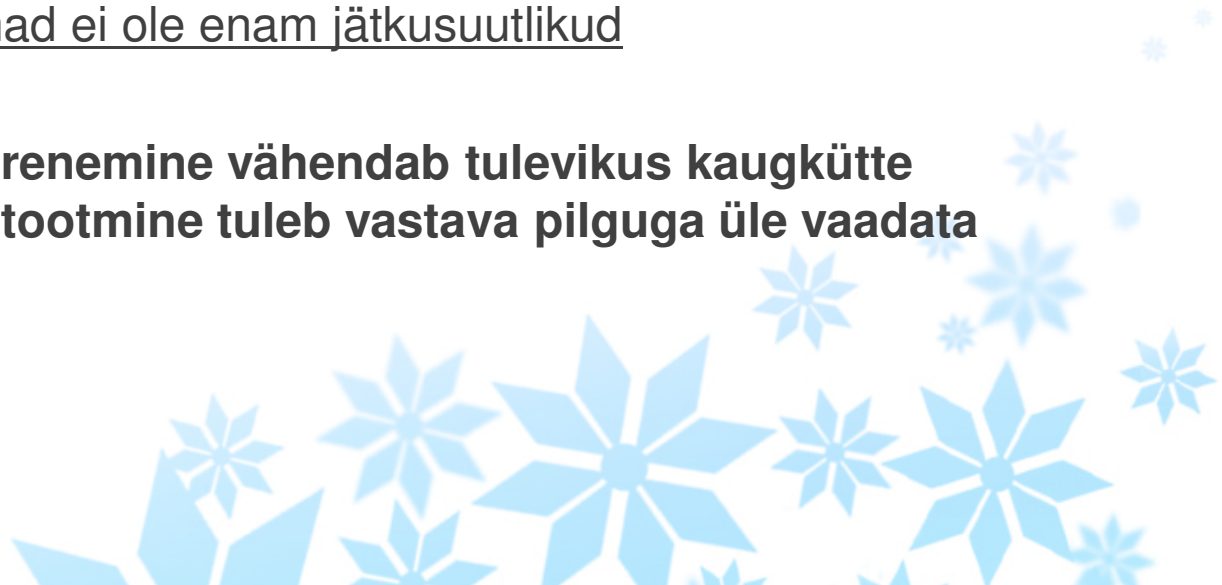 ad ei ole enam jätkusuutlikud
renemine vähendab tulevikus kaugkütte
tootmine tuleb vastava pilguga üle vaadata